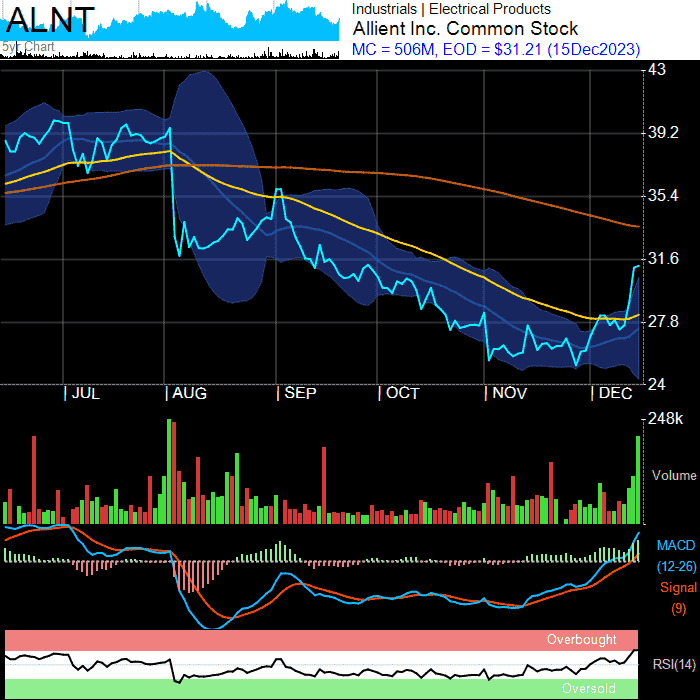 ALNT
5yr Chart
Industrials | Electrical Products
Allient Inc. Common Stock
MC = 506M, EOD = $31.21 (15Dec2023)
43
39.2
35.4
31.6
27.8
24
| JUL | AUG | SEP | OCT | NOV | DEC
248k
Volume
MACD
(12-26)
Signal
(9)
Overbought
RSI(14)
Oversold